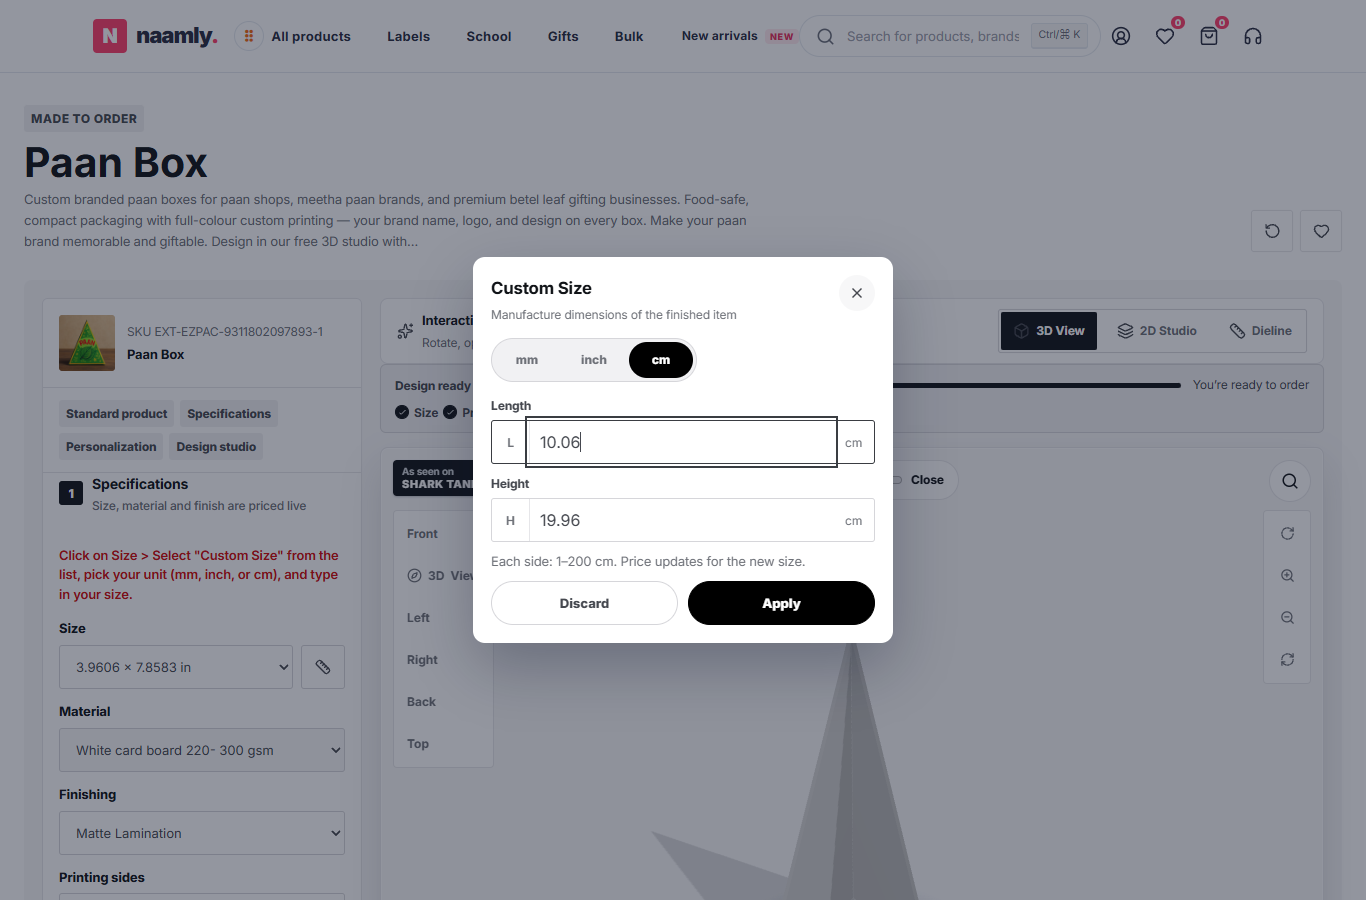 N naamly.
All products
Labels
School
Gifts
Bulk
New arrivals NEW
Search for products, brands
Ctrl/⌘ K
0
0
MADE TO ORDER
Paan Box
Custom branded paan boxes for paan shops, meetha paan brands, and premium betel leaf gifting businesses. Food-safe,
compact packaging with full-colour custom printing — your brand name, logo, and design on every box. Make your paan
brand memorable and giftable. Design in our free 3D studio with...
SKU EXT-EZPAC-9311802097893-1
Paan Box
Standard product
Specifications
Personalization
Design studio
1
Specifications
Size, material and finish are priced live
Click on Size > Select "Custom Size" from the
list, pick your unit (mm, inch, or cm), and type
in your size.
Size
3.9606 × 7.8583 in
Material
White card board 220- 300 gsm
Finishing
Matte Lamination
Printing sides
Interacti
Rotate, o
3D View
2D Studio
Dieline
Design ready
You're ready to order
Size
Pr
As seen on
SHARK TAN
Close
Front
3D View
Left
Right
Back
Top
Custom Size
Manufacture dimensions of the finished item
mm
inch
cm
Length
L
10.06
cm
Height
H
19.96
cm
Each side: 1–200 cm. Price updates for the new size.
Discard
Apply